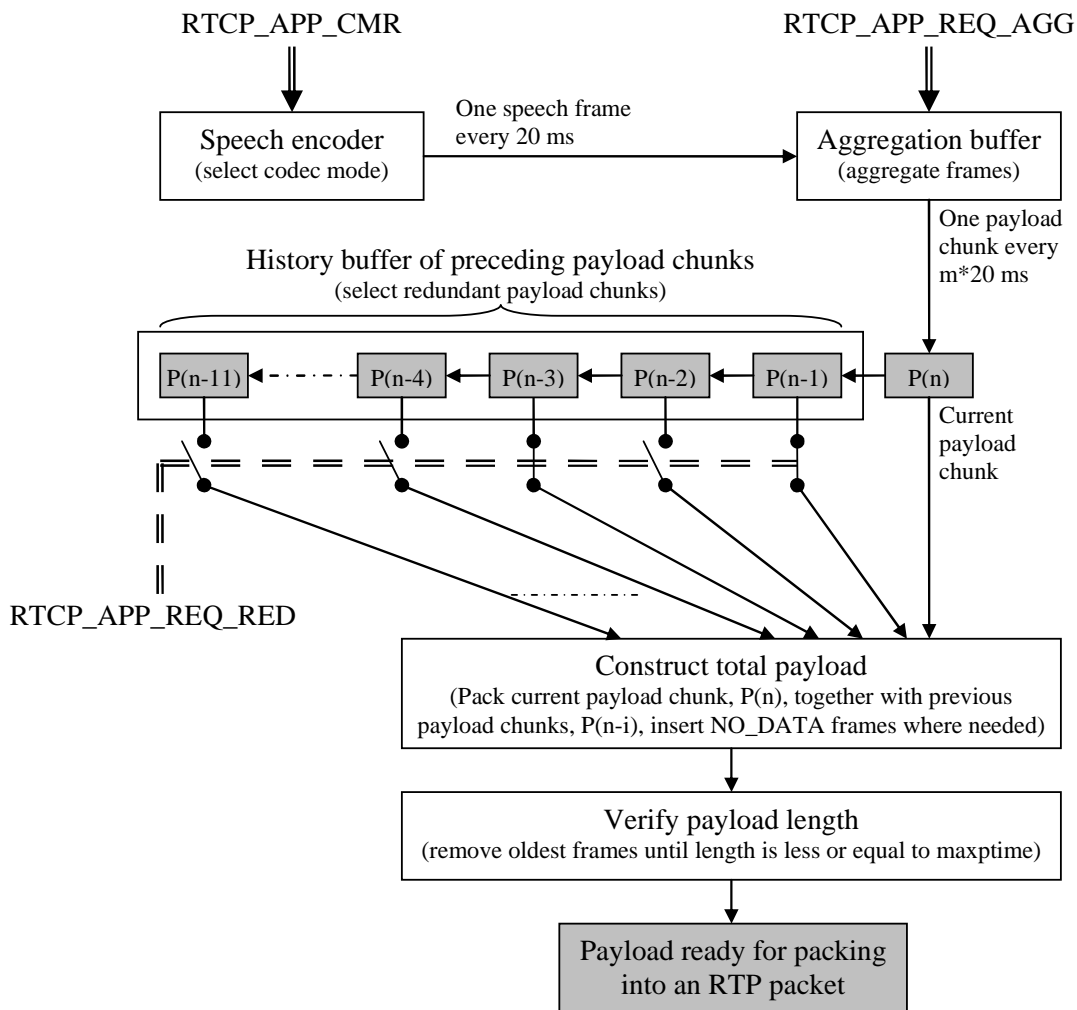 RTCP_APP_CMR
RTCP_APP_REQ_AGG
One speech frame
every 20 ms
Speech encoder
(select codec mode)
Aggregation buffer
(aggregate frames)
One payload
chunk every
m*20 ms
History buffer of preceding payload chunks
(select redundant payload chunks)
P(n-11)
P(n-4)
P(n-3)
P(n-2)
P(n-1)
P(n)
Current
payload
chunk
RTCP_APP_REQ_RED
Construct total payload
(Pack current payload chunk, P(n), together with previous
payload chunks, P(n-i), insert NO_DATA frames where needed)
Verify payload length
(remove oldest frames until length is less or equal to maxptime)
Payload ready for packing
into an RTP packet